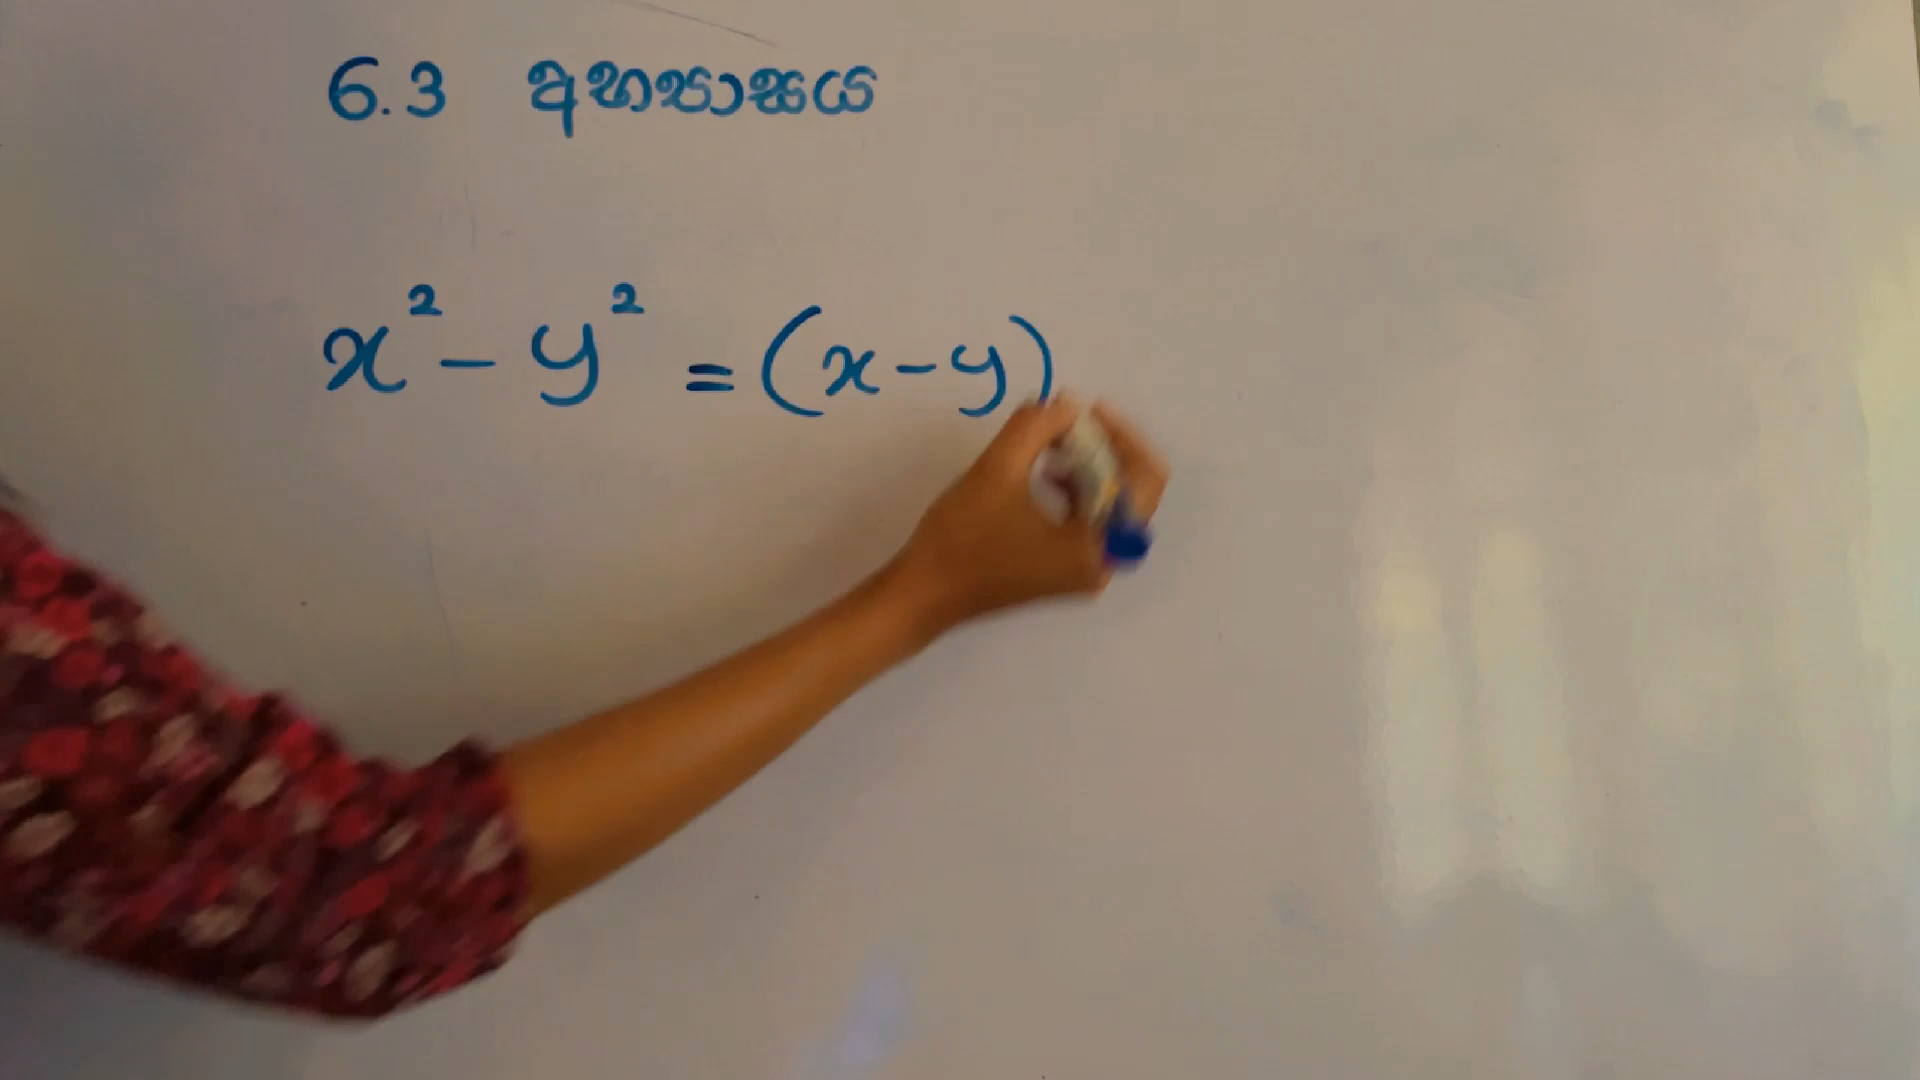 6.3 අභ්‍යාසය
x² - y² = (x-y)